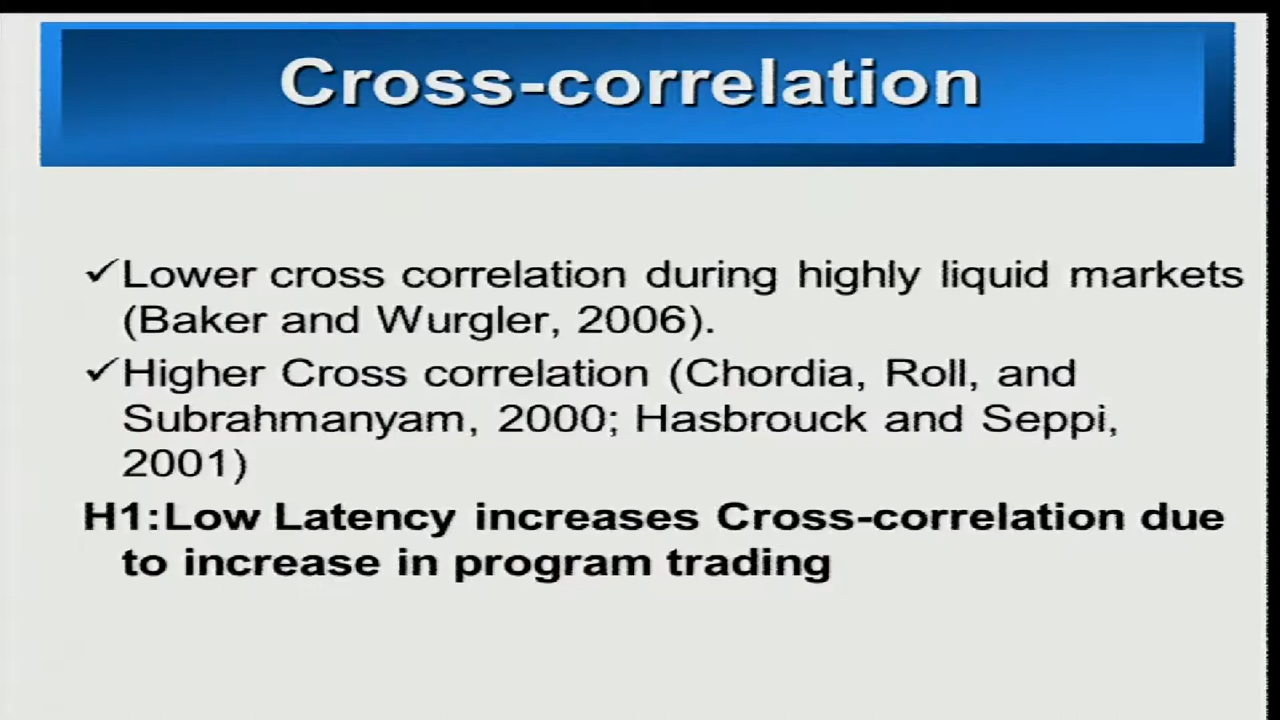 Cross-correlation
✓Lower cross correlation during highly liquid markets
(Baker and Wurgler, 2006).
✓Higher Cross correlation (Chordia, Roll, and
Subrahmanyam, 2000; Hasbrouck and Seppi,
2001)
H1:Low Latency increases Cross-correlation due
to increase in program trading